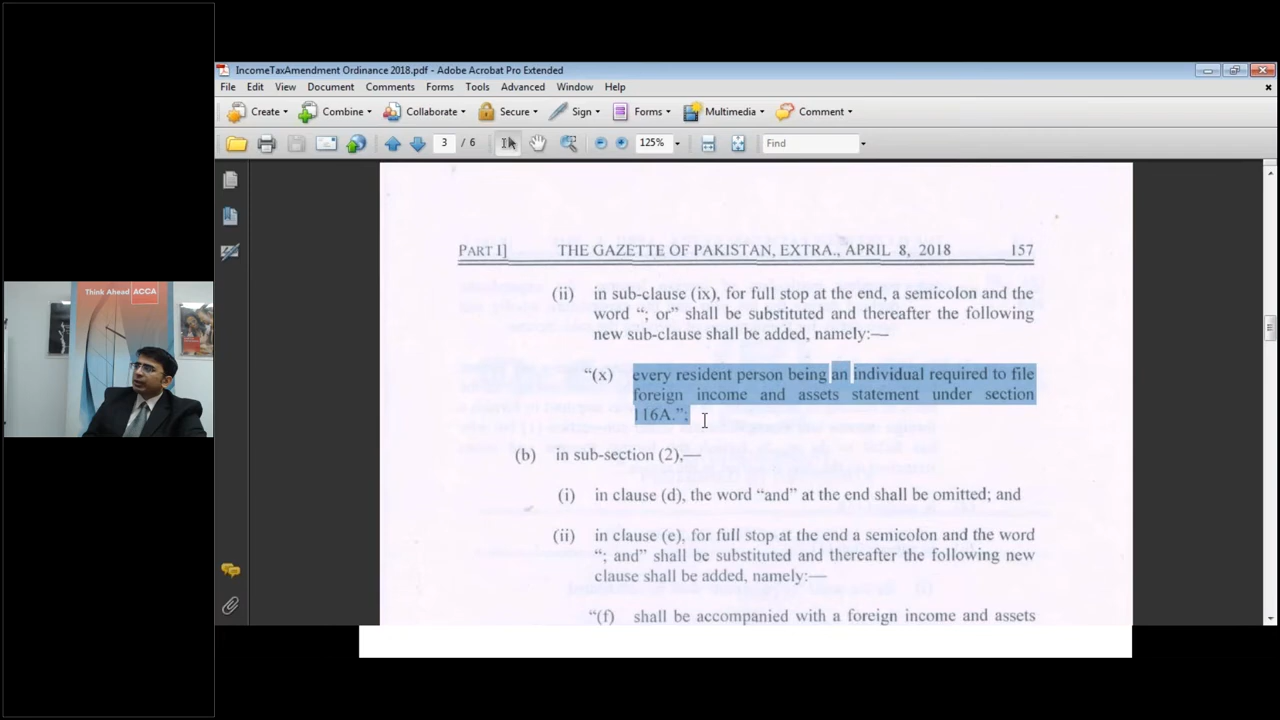 IncomeTaxAmendment Ordinance 2018.pdf - Adobe Acrobat Pro Extended
File Edit View Document Comments Forms Tools Advanced Window Help
Create Combine Collaborate Secure Sign Forms Multimedia Comment
3 / 6 125% Find
PART I] THE GAZETTE OF PAKISTAN, EXTRA., APRIL 8, 2018 157
(ii) in sub-clause (ix), for full stop at the end, a semicolon and the
word “; or” shall be substituted and thereafter the following
new sub-clause shall be added, namely:—
“(x) every resident person being an individual required to file
foreign income and assets statement under section
116A.”;
(b) in sub-section (2),—
(i) in clause (d), the word “and” at the end shall be omitted; and
(ii) in clause (e), for full stop at the end a semicolon and the word
“; and” shall be substituted and thereafter the following new
clause shall be added, namely:—
“(f) shall be accompanied with a foreign income and assets
Think Ahead ACCA